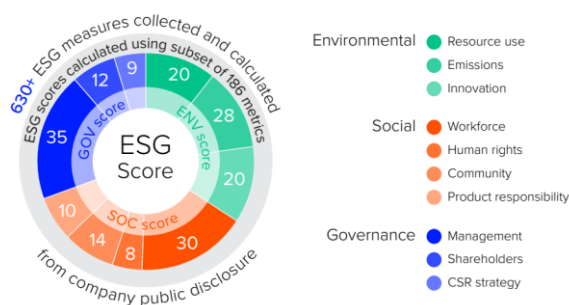 630+ ESG measures collected and calculated
ESG scores calculated using subset of 186 metrics
from company public disclosure
20
28
20
30
8
14
10
35
12
9
ENV score
SOC score
GOV score
ESG
Score
Environmental
Resource use
Emissions
Innovation
Social
Workforce
Human rights
Community
Product responsibility
Governance
Management
Shareholders
CSR strategy